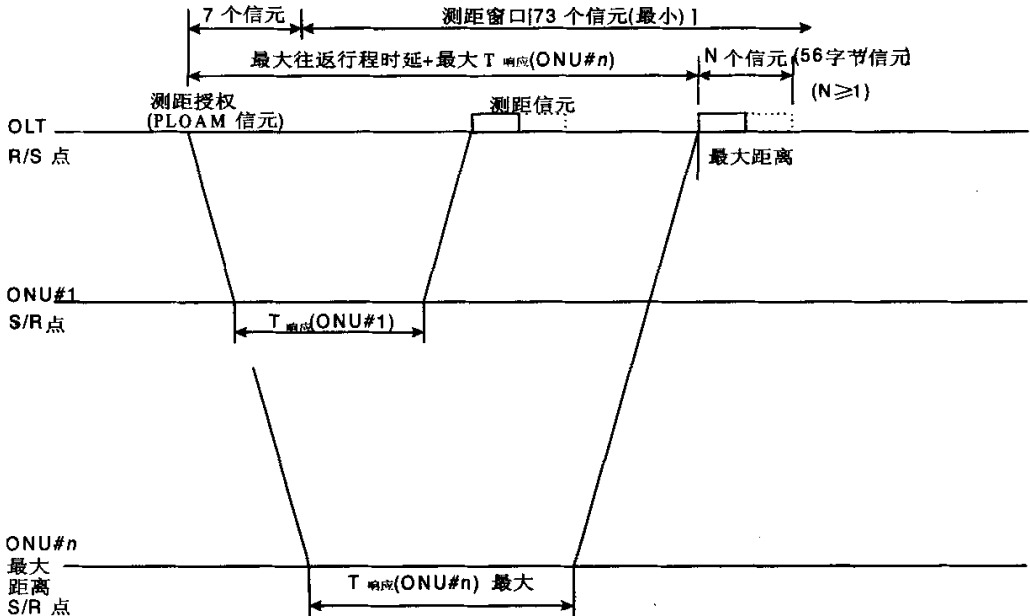 7 个信元
测距窗口[73 个信元(最小) ]
最大往返行程时延+最大 T 响应(ONU#n)
N 个信元 (56字节信元)
(N⩾1)
测距授权
(PLOAM 信元)
测距信元
OLT
R/S 点
最大距离
ONU#1
S/R 点
T 响应(ONU#1)
ONU#n
最大
距离
S/R 点
T 响应(ONU#n) 最大